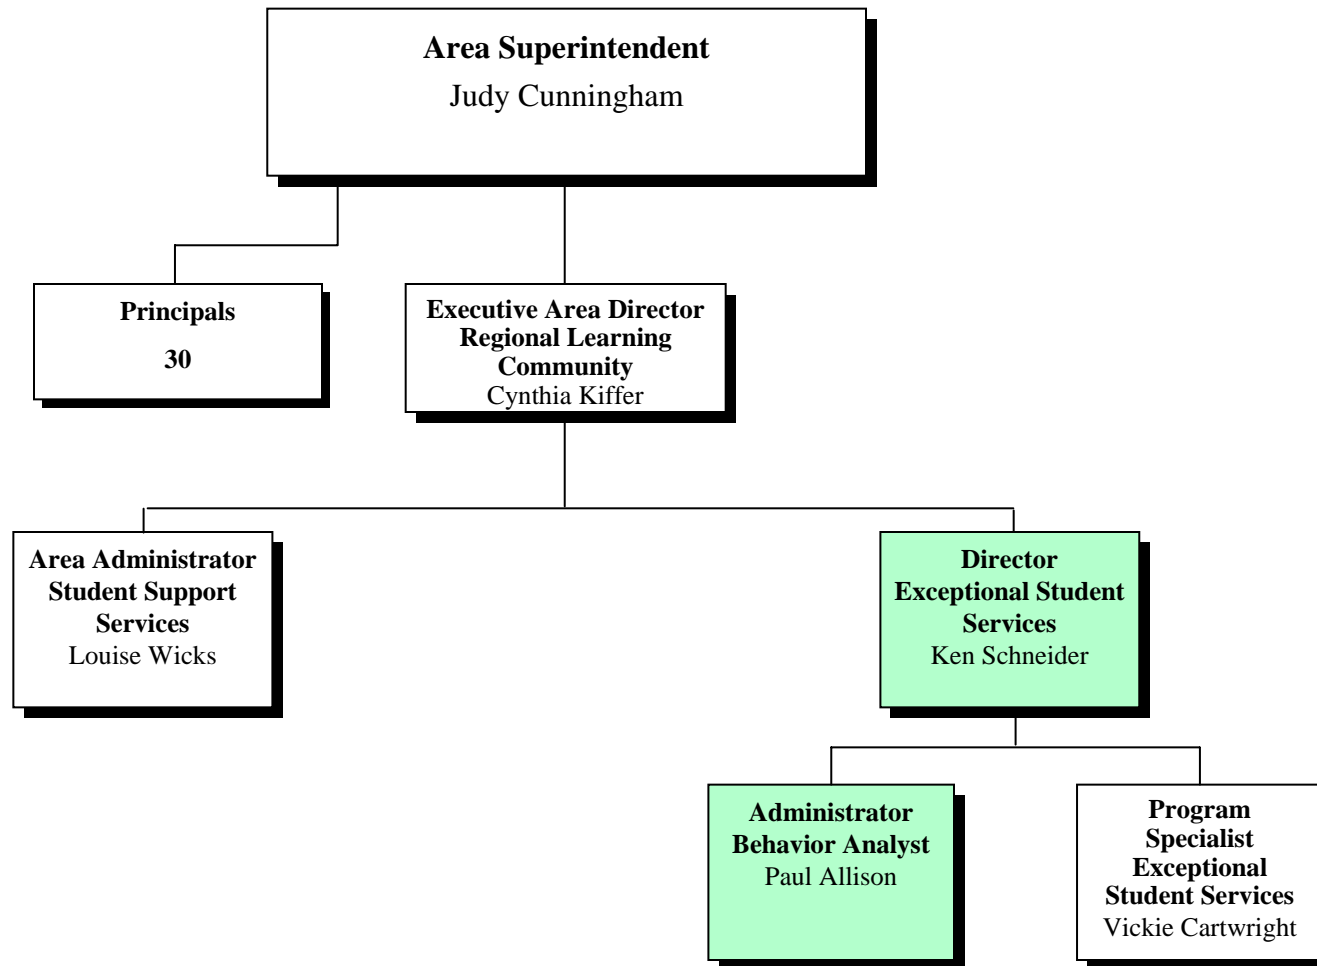 Area Superintendent
Judy Cunningham
Principals
30
Executive Area Director
Regional Learning
Community
Cynthia Kiffer
Area Administrator
Student Support
Services
Louise Wicks
Director
Exceptional Student
Services
Ken Schneider
Administrator
Behavior Analyst
Paul Allison
Program
Specialist
Exceptional
Student Services
Vickie Cartwright